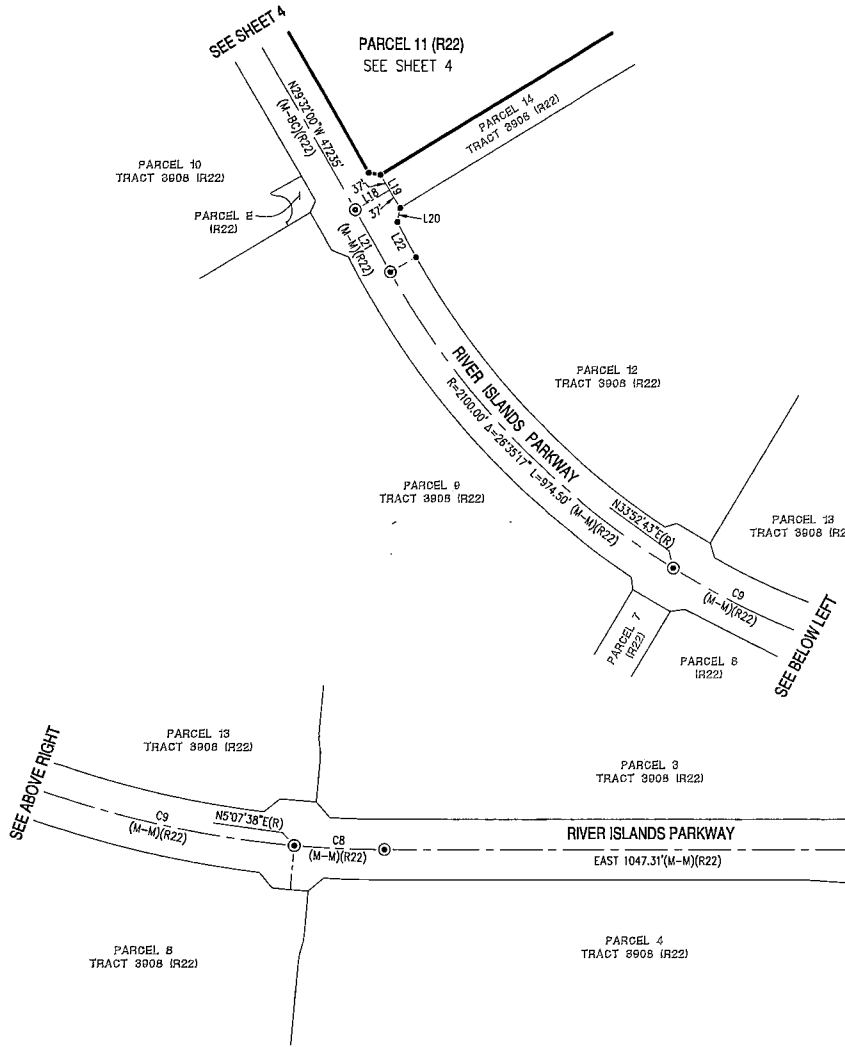 SEE SHEET 4
PARCEL 11 (R22)
SEE SHEET 4
N29°32'00"W 472.35'
(M-BC)(R22)
PARCEL 14
TRACT 3908 (R22)
PARCEL 10
TRACT 3908 (R22)
PARCEL E
(R22)
37'
L18
L19
37'
L20
L21
(M-M)(R22)
L22
PARCEL 12
TRACT 3908 (R22)
RIVER ISLANDS PARKWAY
R=2100.00' Δ=26°35'17" L=974.50' (M-M)(R22)
PARCEL 9
TRACT 3908 (R22)
N33°52'43"E(R)
PARCEL 13
TRACT 3908 (R2
C9
(M-M)(R22)
PARCEL 7
(R22)
PARCEL 8
(R22)
SEE BELOW LEFT
SEE ABOVE RIGHT
PARCEL 13
TRACT 3908 (R22)
PARCEL 3
TRACT 3908 (R22)
C9
(M-M)(R22)
N5°07'38"E(R)
C8
(M-M)(R22)
RIVER ISLANDS PARKWAY
EAST 1047.31'(M-M)(R22)
PARCEL 8
TRACT 3908 (R22)
PARCEL 4
TRACT 3908 (R22)